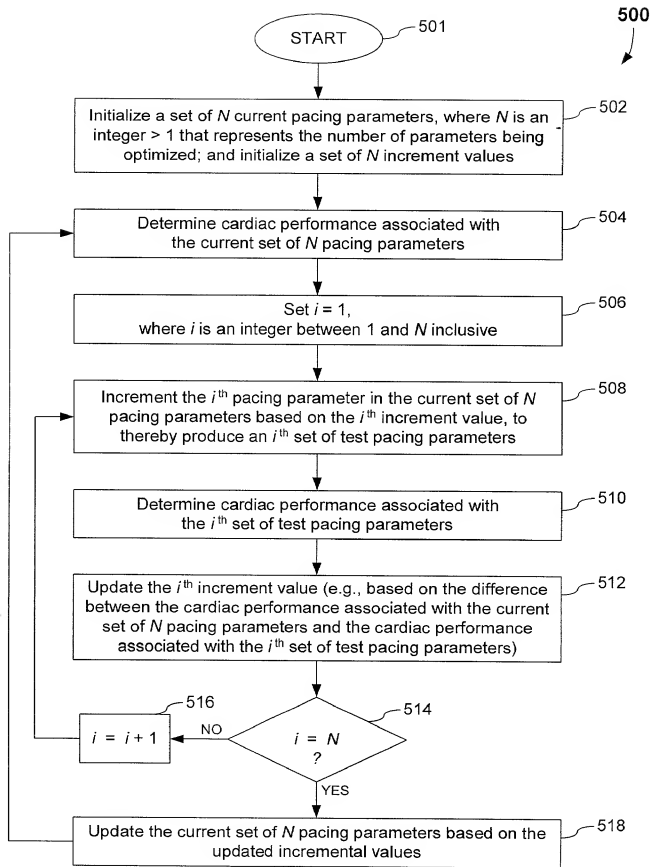 500
START
501
Initialize a set of N current pacing parameters, where N is an
integer > 1 that represents the number of parameters being
optimized; and initialize a set of N increment values
502
Determine cardiac performance associated with
the current set of N pacing parameters
504
Set i = 1,
where i is an integer between 1 and N inclusive
506
Increment the ith pacing parameter in the current set of N
pacing parameters based on the ith increment value, to
thereby produce an ith set of test pacing parameters
508
Determine cardiac performance associated with
the ith set of test pacing parameters
510
Update the ith increment value (e.g., based on the difference
between the cardiac performance associated with the current
set of N pacing parameters and the cardiac performance
associated with the ith set of test pacing parameters)
512
516
514
i = i + 1
NO
i = N
?
YES
Update the current set of N pacing parameters based on the
updated incremental values
518